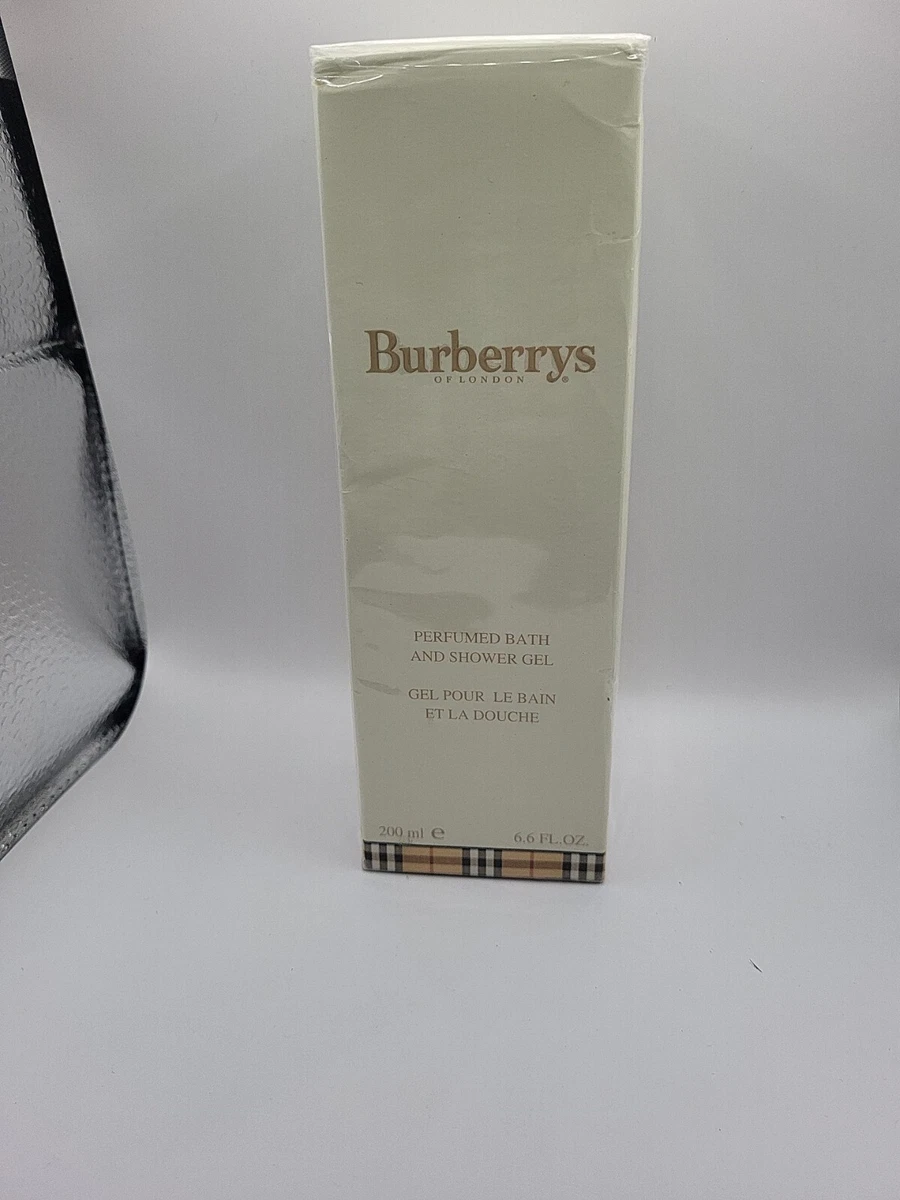 Burberrys
OF LONDON ®
PERFUMED BATH
AND SHOWER GEL
GEL POUR LE BAIN
ET LA DOUCHE
200 ml ℮ 6.6 FL.OZ.